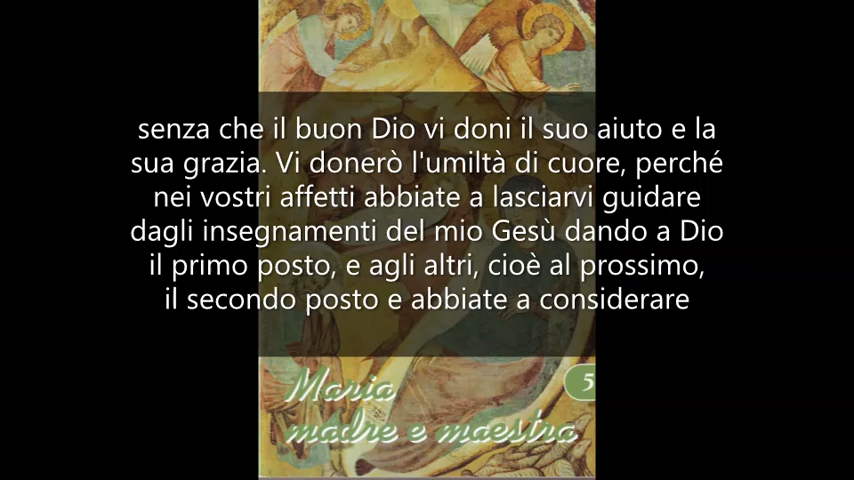 senza che il buon Dio vi doni il suo aiuto e la
sua grazia. Vi donerò l'umiltà di cuore, perché
nei vostri affetti abbiate a lasciarvi guidare
dagli insegnamenti del mio Gesù dando a Dio
il primo posto, e agli altri, cioè al prossimo,
il secondo posto e abbiate a considerare
Maria
madre e maestra
5